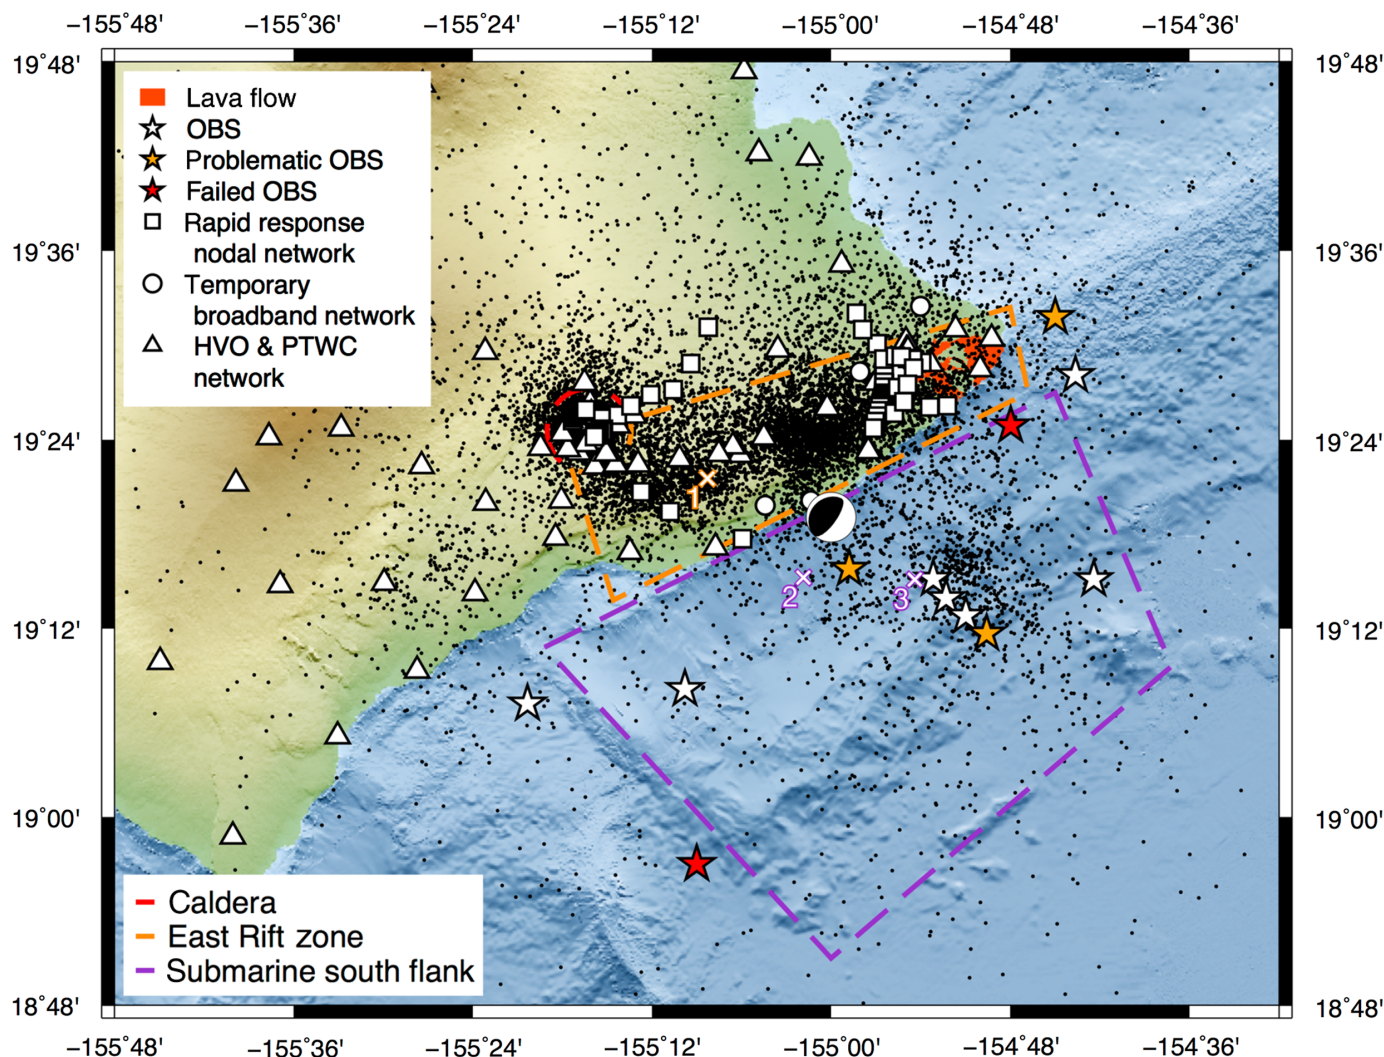 −155˚48' −155˚36' −155˚24' −155˚12' −155˚00' −154˚48' −154˚36'
19˚48' 19˚48'
Lava flow
OBS
Problematic OBS
Failed OBS
Rapid response
nodal network
Temporary
broadband network
HVO & PTWC
network
19˚36' 19˚36'
19˚24' 19˚24'
1
2
3
19˚12' 19˚12'
19˚00' 19˚00'
Caldera
East Rift zone
Submarine south flank
18˚48' 18˚48'
−155˚48' −155˚36' −155˚24' −155˚12' −155˚00' −154˚48' −154˚36'